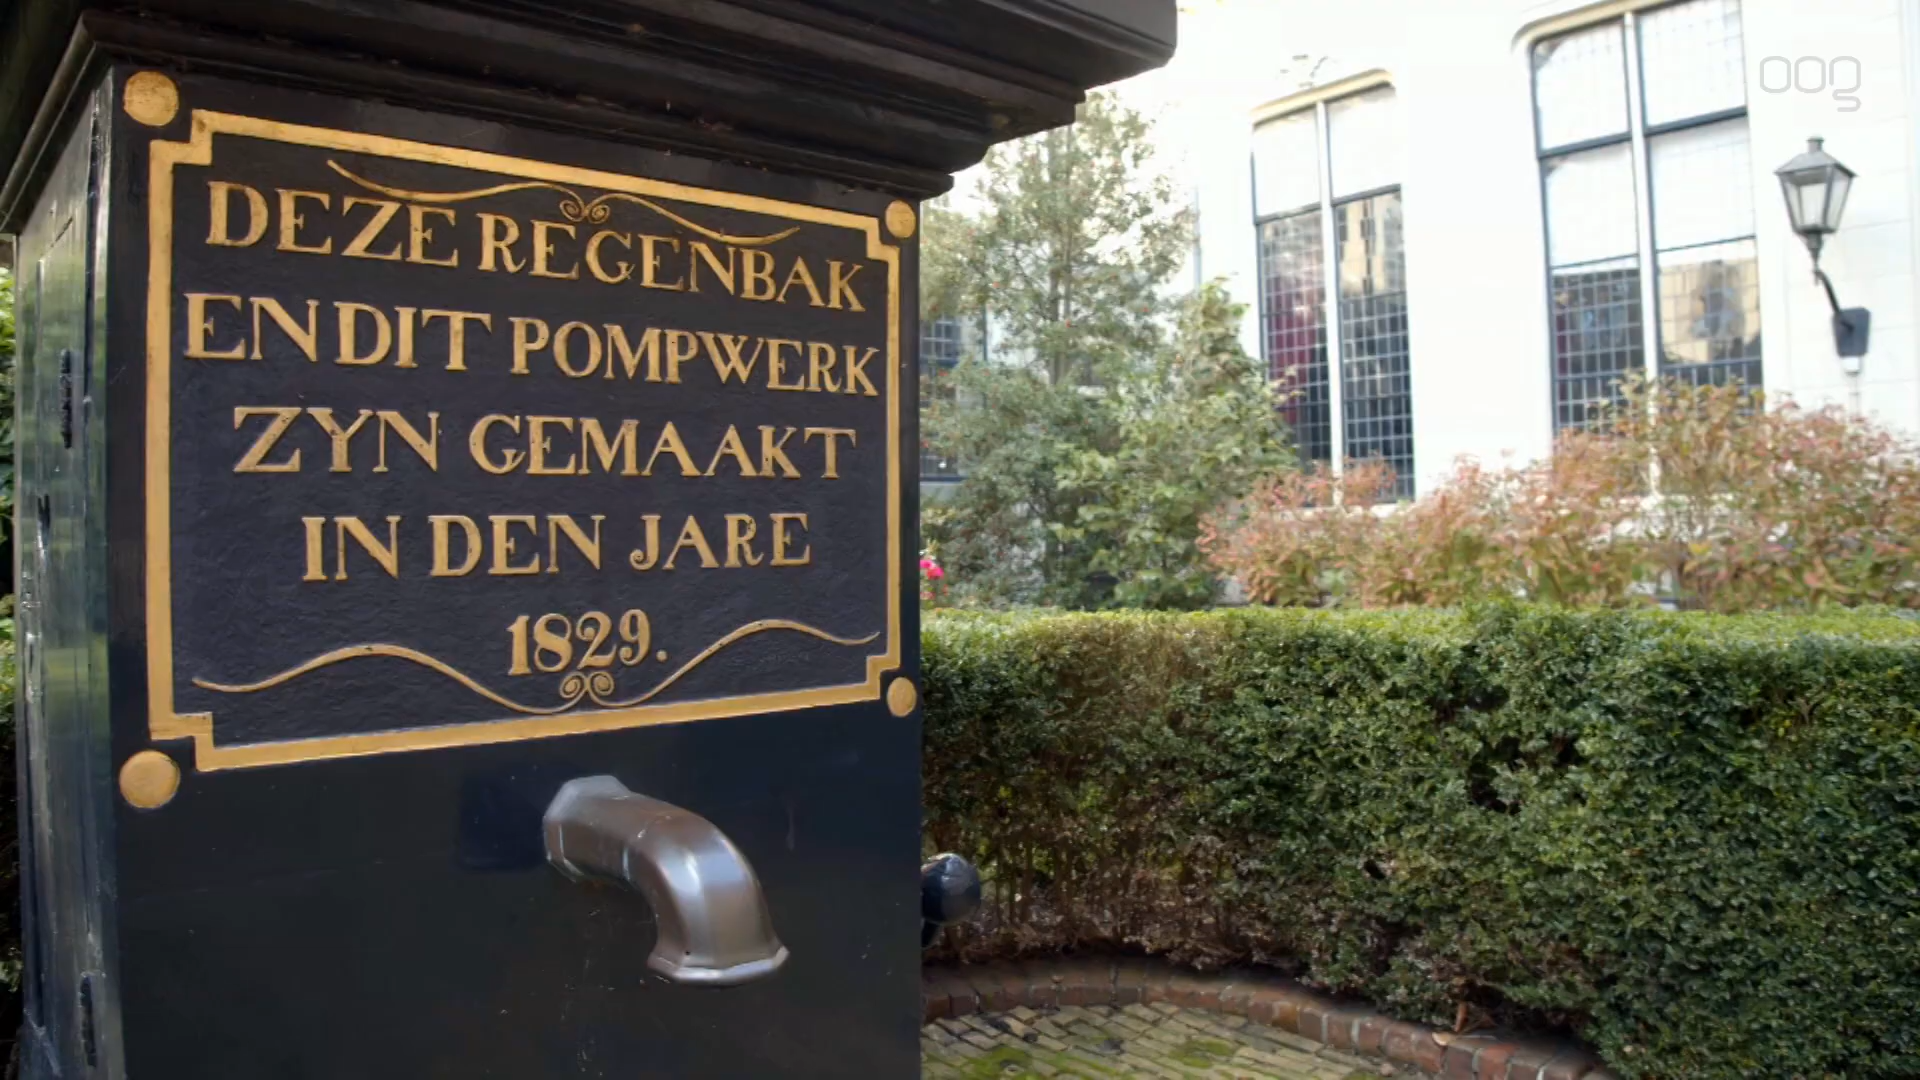 oog
DEZE REGENBAK
EN DIT POMPWERK
ZYN GEMAAKT
IN DEN JARE
1829.